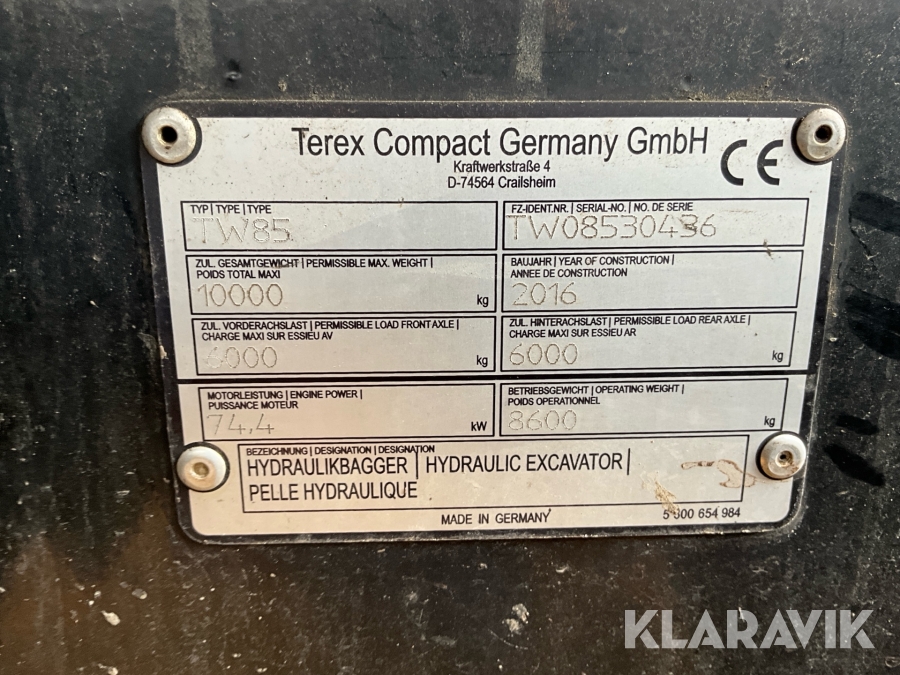 Terex Compact Germany GmbH
Kraftwerkstraße 4
D-74564 Crailsheim
CE
TYP | TYPE | TYPE
TW85
FZ-IDENT.NR. | SERIAL-NO. | NO. DE SERIE
TW08530436
ZUL. GESAMTGEWICHT | PERMISSIBLE MAX. WEIGHT |
POIDS TOTAL MAXI
10000 kg
BAUJAHR | YEAR OF CONSTRUCTION |
ANNEE DE CONSTRUCTION
2016
ZUL. VORDERACHSLAST | PERMISSIBLE LOAD FRONT AXLE |
CHARGE MAXI SUR ESSIEU AV
6000 kg
ZUL. HINTERACHSLAST | PERMISSIBLE LOAD REAR AXLE |
CHARGE MAXI SUR ESSIEU AR
6000 kg
MOTORLEISTUNG | ENGINE POWER |
PUISSANCE MOTEUR
74,4 kW
BETRIEBSGEWICHT | OPERATING WEIGHT |
POIDS OPERATIONNEL
8600 kg
BEZEICHNUNG | DESIGNATION | DESIGNATION
HYDRAULIKBAGGER | HYDRAULIC EXCAVATOR |
PELLE HYDRAULIQUE
MADE IN GERMANY
5 600 654 984
KLARAVIK